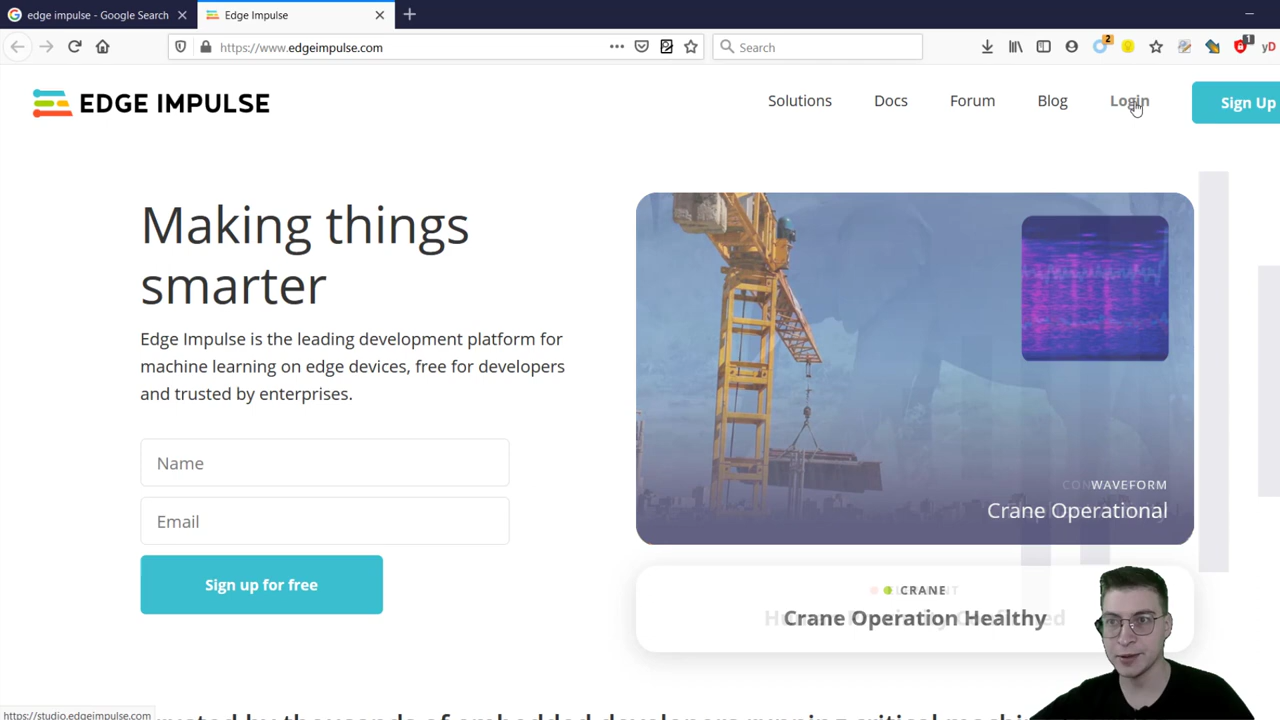 edge impulse - Google Search
Edge Impulse
https://www.edgeimpulse.com
Search
2
1
yD
EDGE IMPULSE
Solutions
Docs
Forum
Blog
Login
Sign Up
Making things
smarter
Edge Impulse is the leading development platform for
machine learning on edge devices, free for developers
and trusted by enterprises.
Name
Email
Sign up for free
WAVEFORM
Crane Operational
CRANE
Crane Operation Healthy
https://studio.edgeimpulse.com